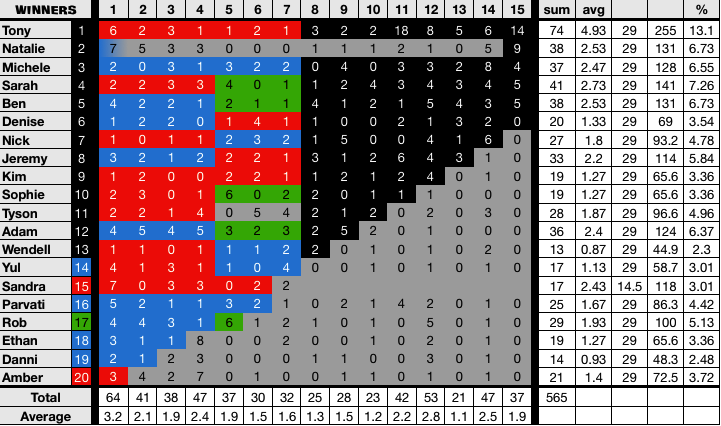 WINNERS 1 2 3 4 5 6 7 8 9 10 11 12 13 14 15 sum avg %
Tony 1 6 2 3 1 1 2 1 3 2 2 18 8 5 6 14 74 4.93 29 255 13.1
Natalie 2 7 5 3 3 0 0 0 1 1 1 2 1 0 5 9 38 2.53 29 131 6.73
Michele 3 2 0 3 1 3 2 2 0 4 0 3 3 2 8 4 37 2.47 29 128 6.55
Sarah 4 2 2 3 3 4 0 1 1 2 4 3 4 3 4 5 41 2.73 29 141 7.26
Ben 5 4 2 2 1 2 1 1 4 1 2 1 5 4 3 5 38 2.53 29 131 6.73
Denise 6 1 2 2 0 1 4 1 1 0 0 2 1 3 2 0 20 1.33 29 69 3.54
Nick 7 1 0 1 1 2 3 2 1 5 0 0 4 1 6 0 27 1.8 29 93.2 4.78
Jeremy 8 3 2 1 2 2 2 1 3 1 2 6 4 3 1 0 33 2.2 29 114 5.84
Kim 9 1 2 0 0 2 2 1 1 2 1 2 4 0 1 0 19 1.27 29 65.6 3.36
Sophie 10 2 3 0 1 6 0 2 2 0 1 1 1 0 0 0 19 1.27 29 65.6 3.36
Tyson 11 2 2 1 4 0 5 4 2 1 2 0 2 0 3 0 28 1.87 29 96.6 4.96
Adam 12 4 5 4 5 3 2 3 2 5 2 0 1 0 0 0 36 2.4 29 124 6.37
Wendell 13 1 1 0 1 1 1 2 2 0 1 0 1 0 2 0 13 0.87 29 44.9 2.3
Yul 14 4 1 3 1 1 0 4 0 0 1 0 1 0 1 0 17 1.13 29 58.7 3.01
Sandra 15 7 0 3 3 0 2 2 17 2.43 14.5 118 3.01
Parvati 16 5 2 1 1 3 2 1 0 2 1 4 2 0 1 0 25 1.67 29 86.3 4.42
Rob 17 4 4 3 1 6 1 2 1 0 1 0 5 0 1 0 29 1.93 29 100 5.13
Ethan 18 3 1 1 8 0 0 2 0 0 2 0 1 0 1 0 19 1.27 29 65.6 3.36
Danni 19 2 1 2 3 0 0 0 1 1 0 0 3 0 1 0 14 0.93 29 48.3 2.48
Amber 20 3 4 2 7 0 1 0 0 1 0 0 2 0 1 0 21 1.4 29 72.5 3.72
Total 64 41 38 47 37 30 32 25 28 23 42 53 21 47 37 565
Average 3.2 2.1 1.9 2.4 1.9 1.5 1.6 1.3 1.5 1.2 2.2 2.8 1.1 2.5 1.9